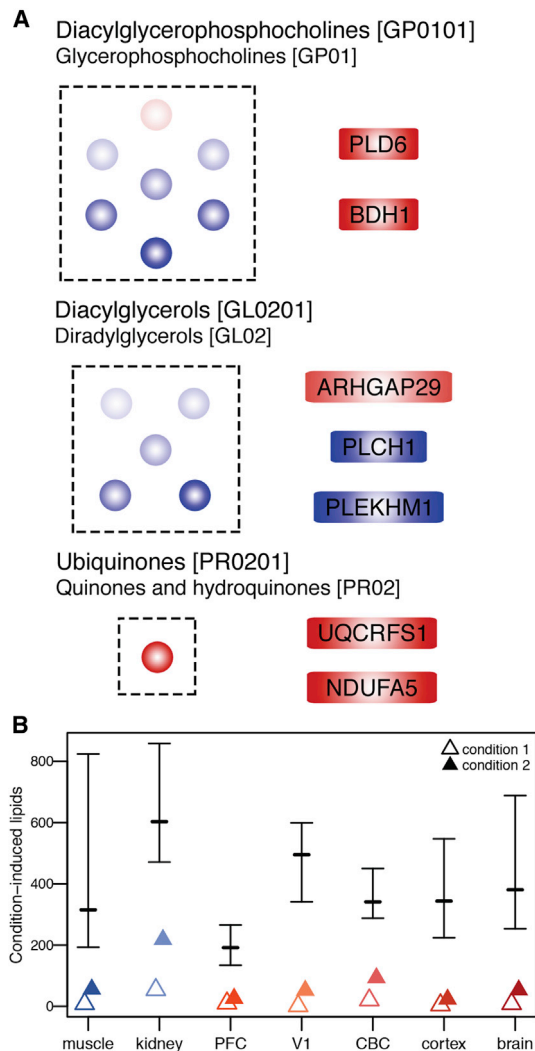 A
Diacylglycerophosphocholines [GP0101]
Glycerophosphocholines [GP01]
PLD6
BDH1
Diacylglycerols [GL0201]
Diradylglycerols [GL02]
ARHGAP29
PLCH1
PLEKHM1
Ubiquinones [PR0201]
Quinones and hydroquinones [PR02]
UQCRFS1
NDUFA5
B
condition 1
condition 2
Condition-induced lipids
800
600
400
200
0
muscle kidney PFC V1 CBC cortex brain